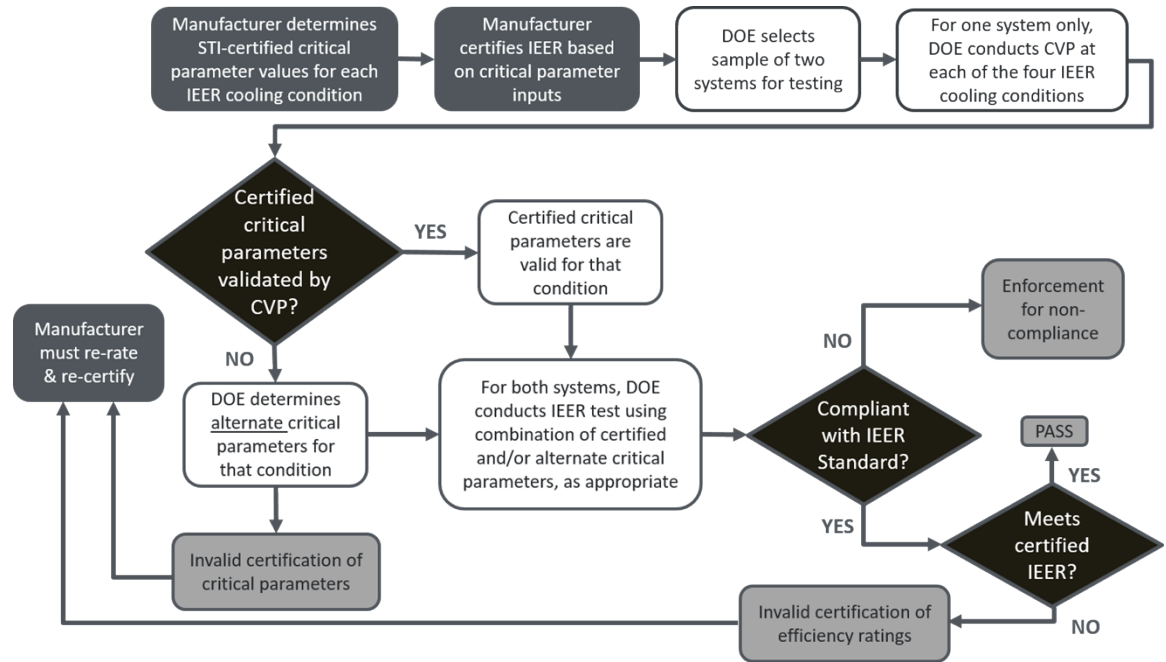 Manufacturer determines
STI-certified critical
parameter values for each
IEER cooling condition
Manufacturer
certifies IEER based
on critical parameter
inputs
DOE selects
sample of two
systems for testing
For one system only,
DOE conducts CVP at
each of the four IEER
cooling conditions
Certified
critical
parameters
validated by
CVP?
YES
Certified critical
parameters are
valid for that
condition
Enforcement
for non-
compliance
Manufacturer
must re-rate
& re-certify
NO
NO
DOE determines
alternate critical
parameters for
that condition
For both systems, DOE
conducts IEER test using
combination of certified
and/or alternate critical
parameters, as appropriate
Compliant
with IEER
Standard?
PASS
YES
YES
Meets
certified
IEER?
Invalid certification of
critical parameters
Invalid certification of
efficiency ratings
NO